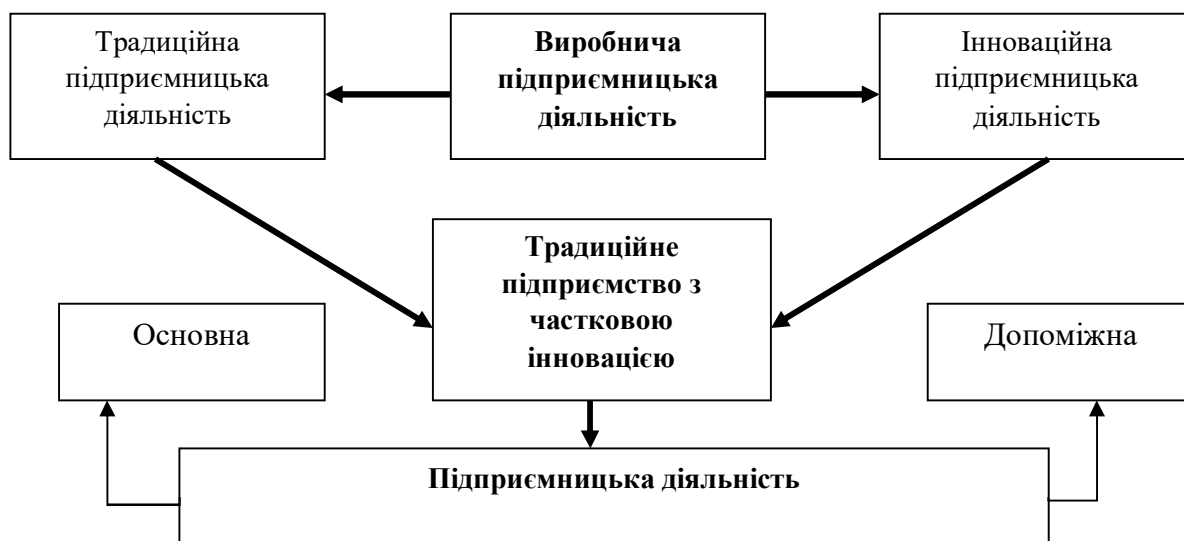 Традиційна
підприємницька
діяльність
Виробнича
підприємницька
діяльність
Інноваційна
підприємницька
діяльність
Традиційне
підприємство з
частковою
інновацією
Основна
Допоміжна
Підприємницька діяльність